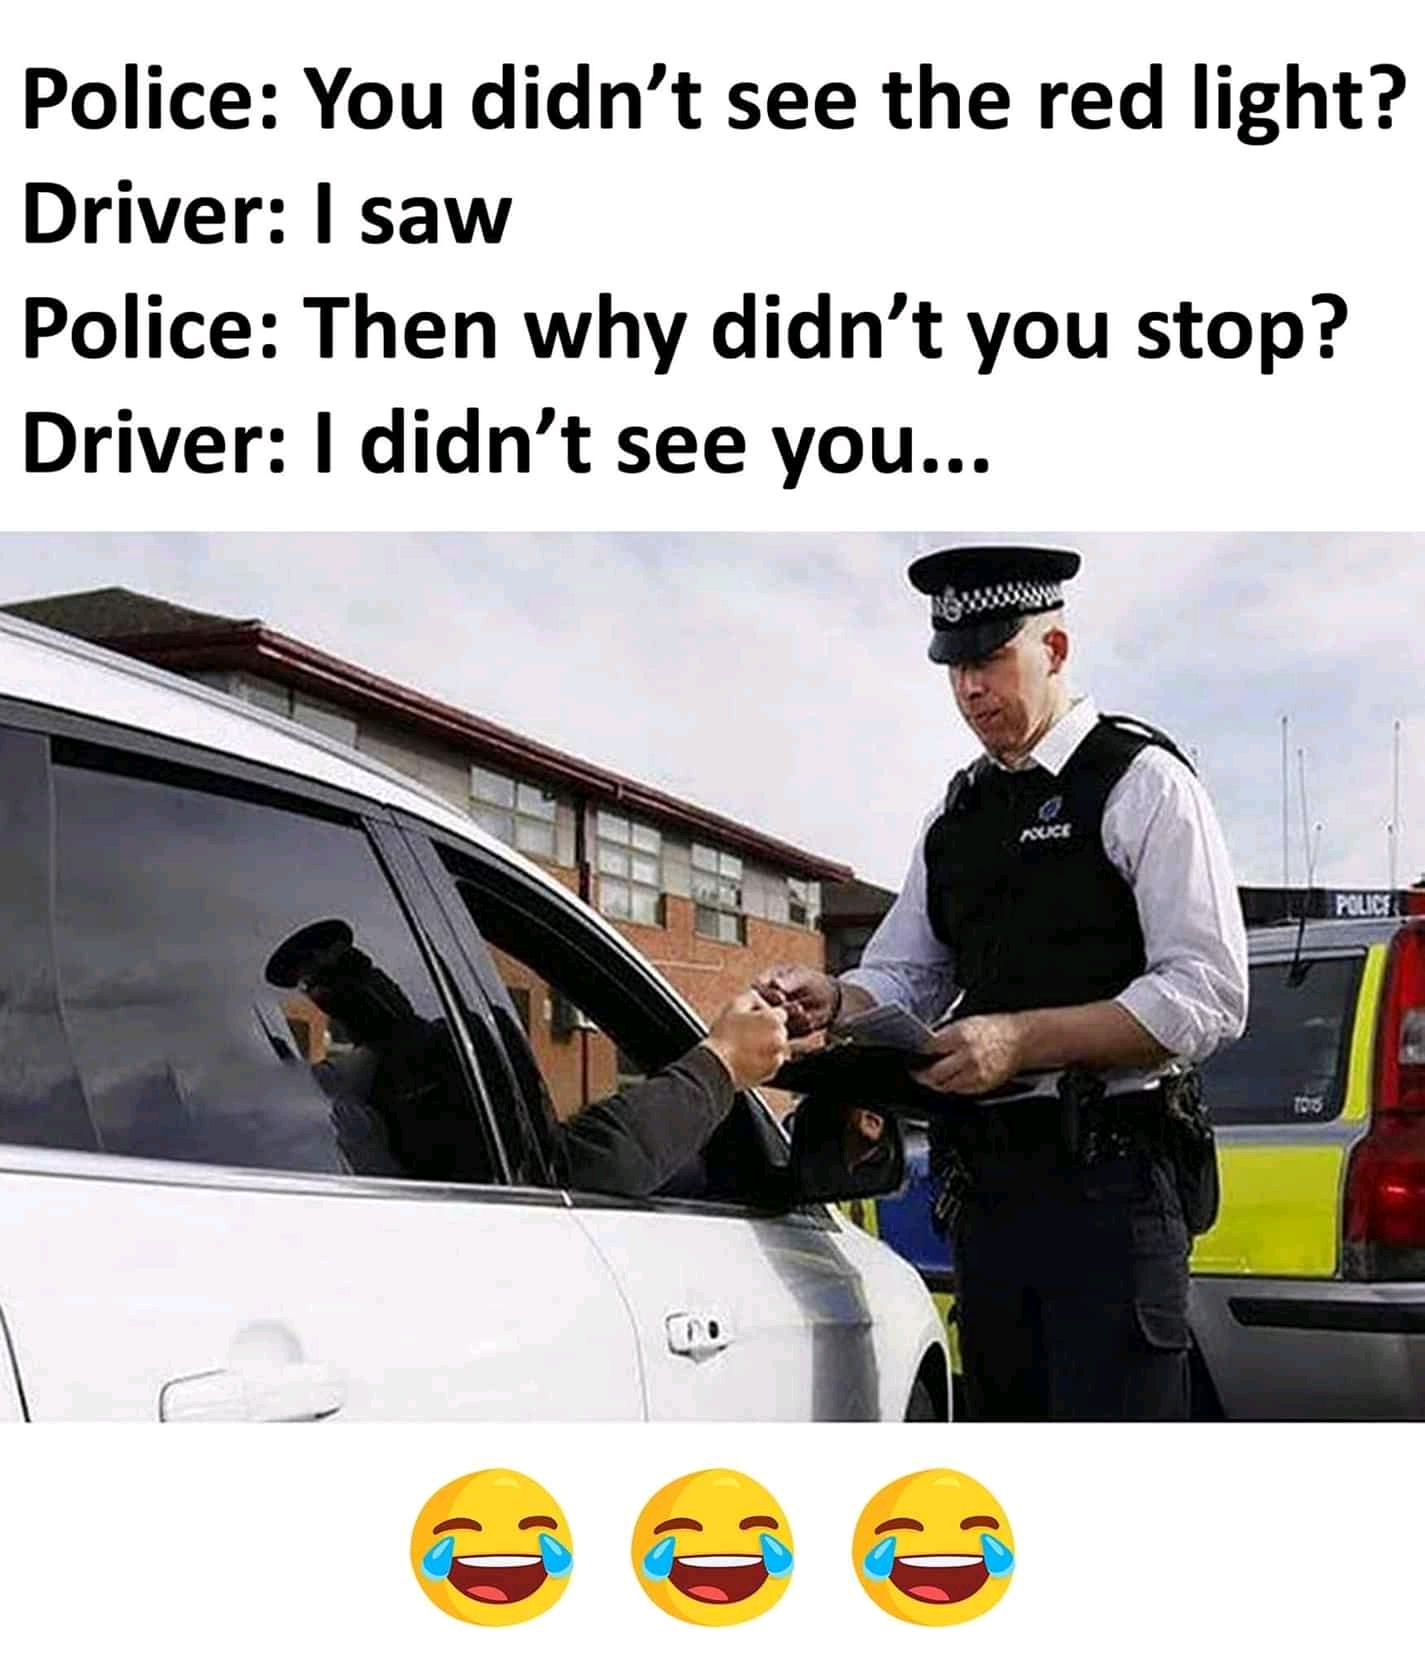 Police: You didn’t see the red light?
Driver: I saw
Police: Then why didn’t you stop?
Driver: I didn’t see you...
POLICE
POLICE